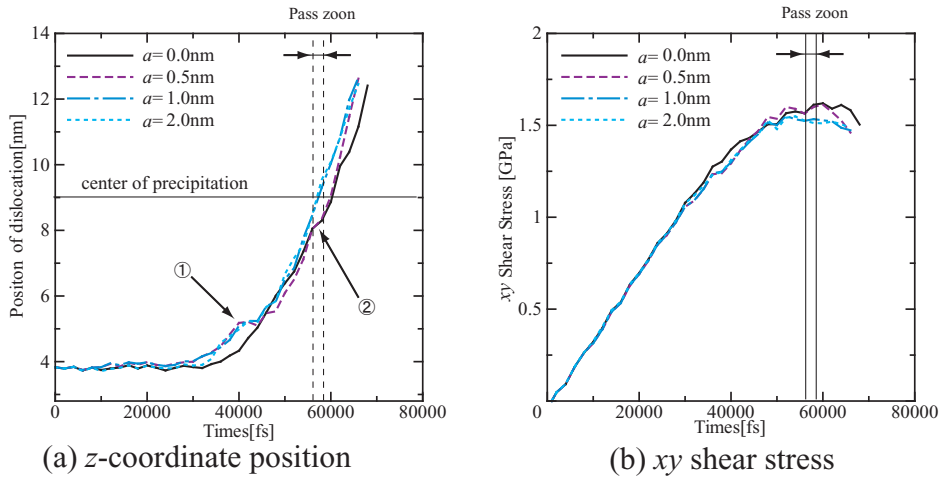 Pass zoon
a= 0.0nm
a= 0.5nm
a= 1.0nm
a= 2.0nm
center of precipitation
①
②
14
12
10
8
6
4
0
20000
40000
60000
80000
Positon of dislocation[nm]
Times[fs]
(a) z-coordinate position
Pass zoon
a= 0.0nm
a= 0.5nm
a= 1.0nm
a= 2.0nm
2
1.5
1
0.5
0
20000
40000
60000
80000
xy Shear Stress [GPa]
Times[fs]
(b) xy shear stress